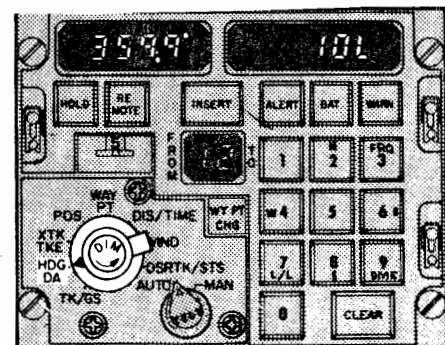 359.9° 10L
HOLD RE MOTE INSERT ALERT BAT WARN
FROM TO
1 N 2 FRQ 3
WAY PT
POS DIS/TIME WY PT CHG W 4 5 6 E
XTK TKE DIM WIND
HDG DA DSRTK/STS 7 L/L 8 S 9 DME
TK/GS AUTO MAN
0 CLEAR